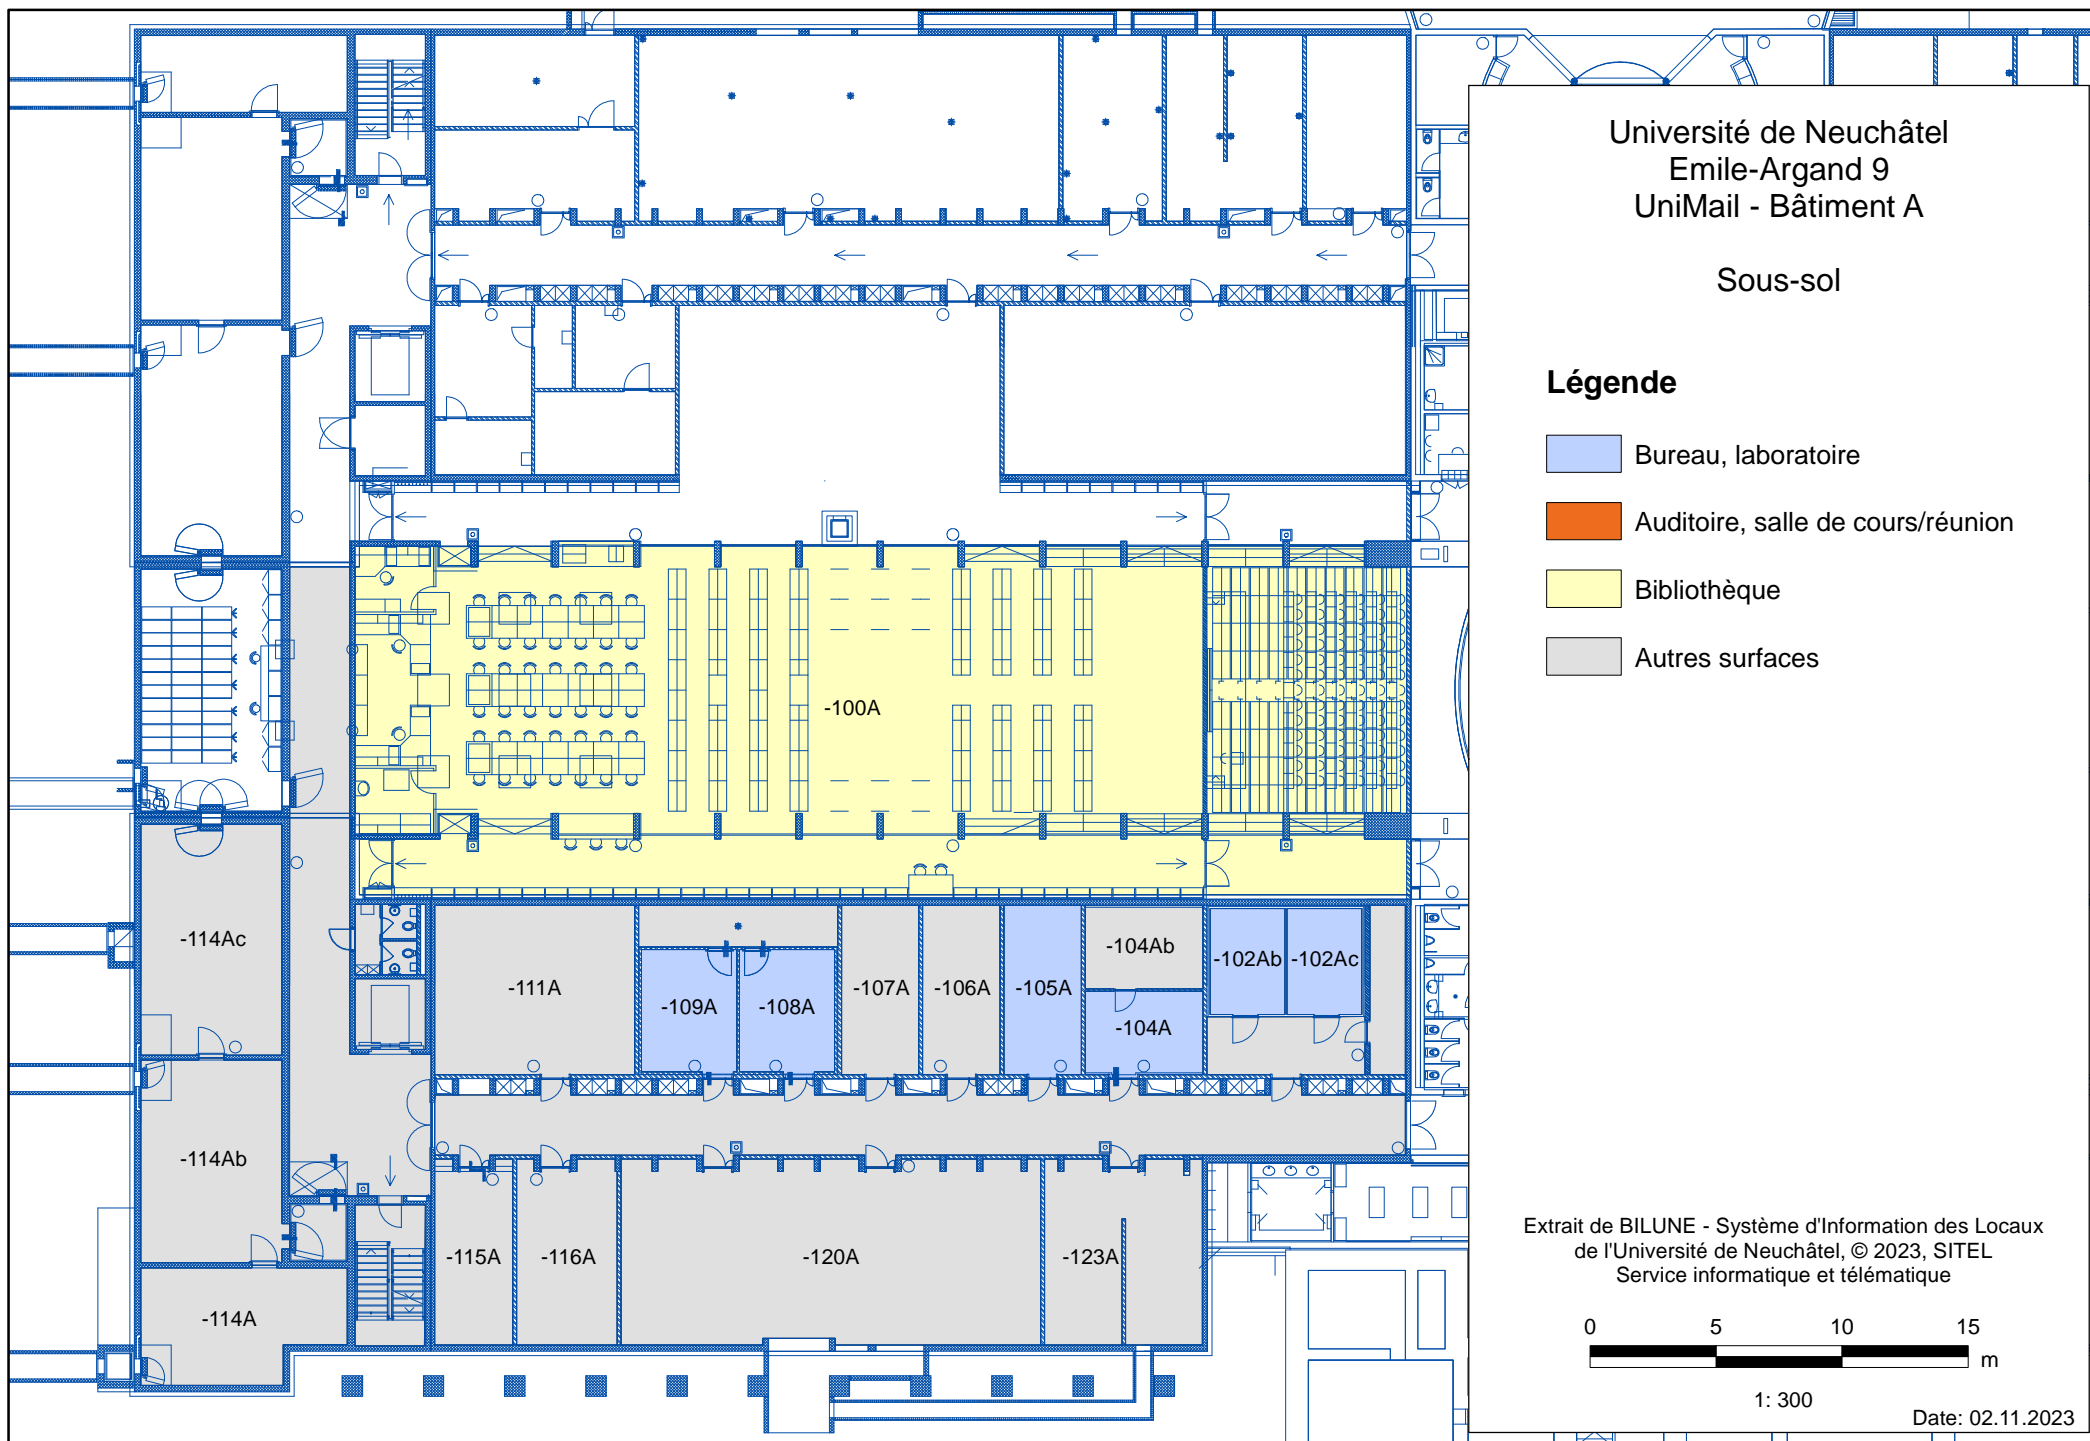 Université de Neuchâtel
Emile-Argand 9
UniMail - Bâtiment A
Sous-sol
Légende
Bureau, laboratoire
Auditoire, salle de cours/réunion
Bibliothèque
Autres surfaces
-100A
-114Ac
-111A
-109A
-108A
-107A
-106A
-105A
-104Ab
-104A
-102Ab
-102Ac
-114Ab
-114A
-115A
-116A
-120A
-123A
Extrait de BILUNE - Système d'Information des Locaux
de l'Université de Neuchâtel, © 2023, SITEL
Service informatique et télématique
0 5 10 15
m
1: 300
Date: 02.11.2023